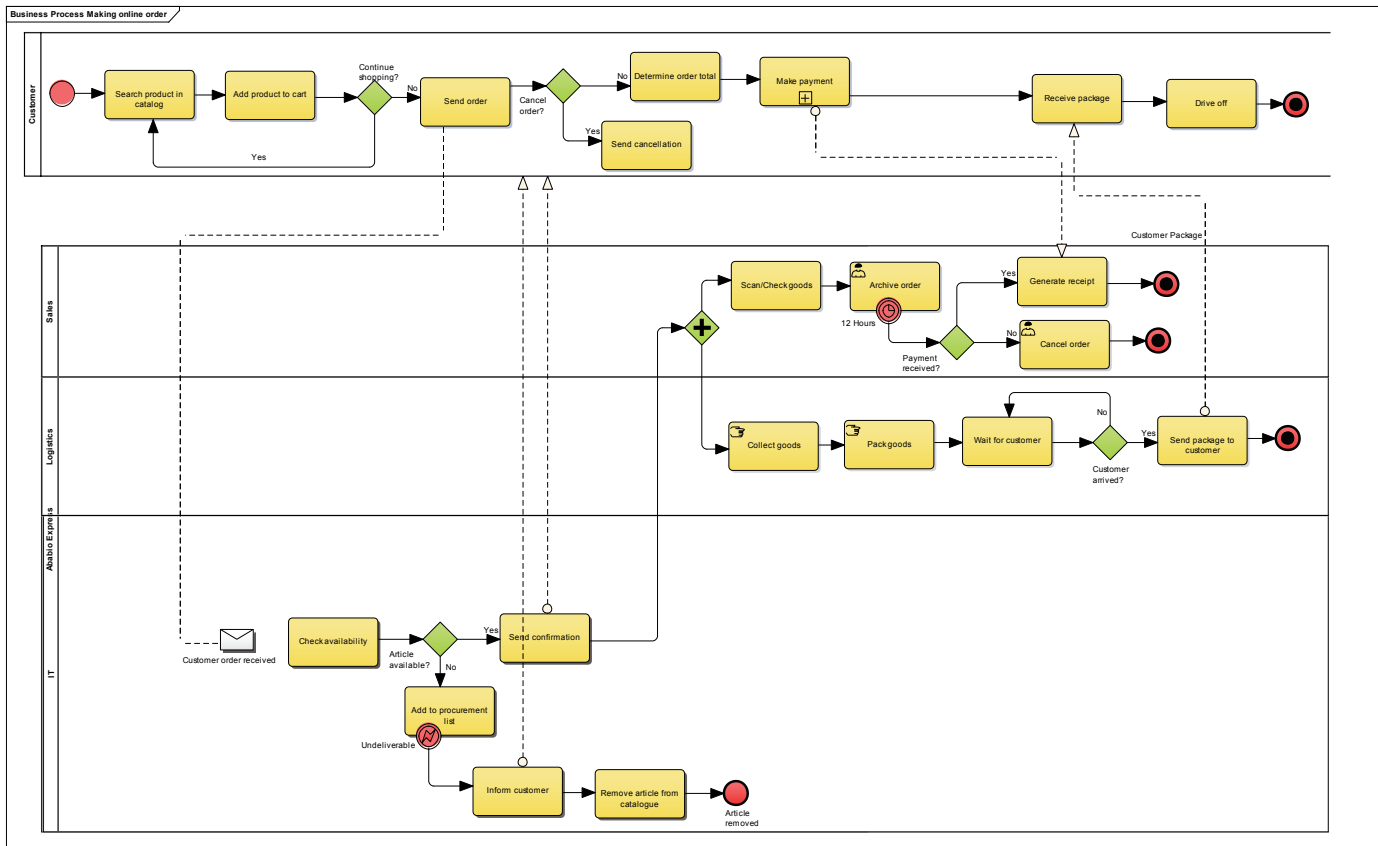 Business Process Making online order
Customer
Search product in
catalog
Add product to cart
Continue
shopping?
No
Yes
Send order
Cancel
order?
No
Yes
Determine order total
Send cancellation
Make payment
Receive package
Drive off
Customer Package
Ababio Express
Sales
Scan/Check goods
Archive order
12 Hours
Payment
received?
Yes
No
Generate receipt
Cancel order
Logistics
Collect goods
Pack goods
Wait for customer
No
Customer
arrived?
Yes
Send package to
customer
IT
Customer order received
Check availability
Article
available?
Yes
No
Send confirmation
Add to procurement
list
Undeliverable
Inform customer
Remove article from
catalogue
Article
removed